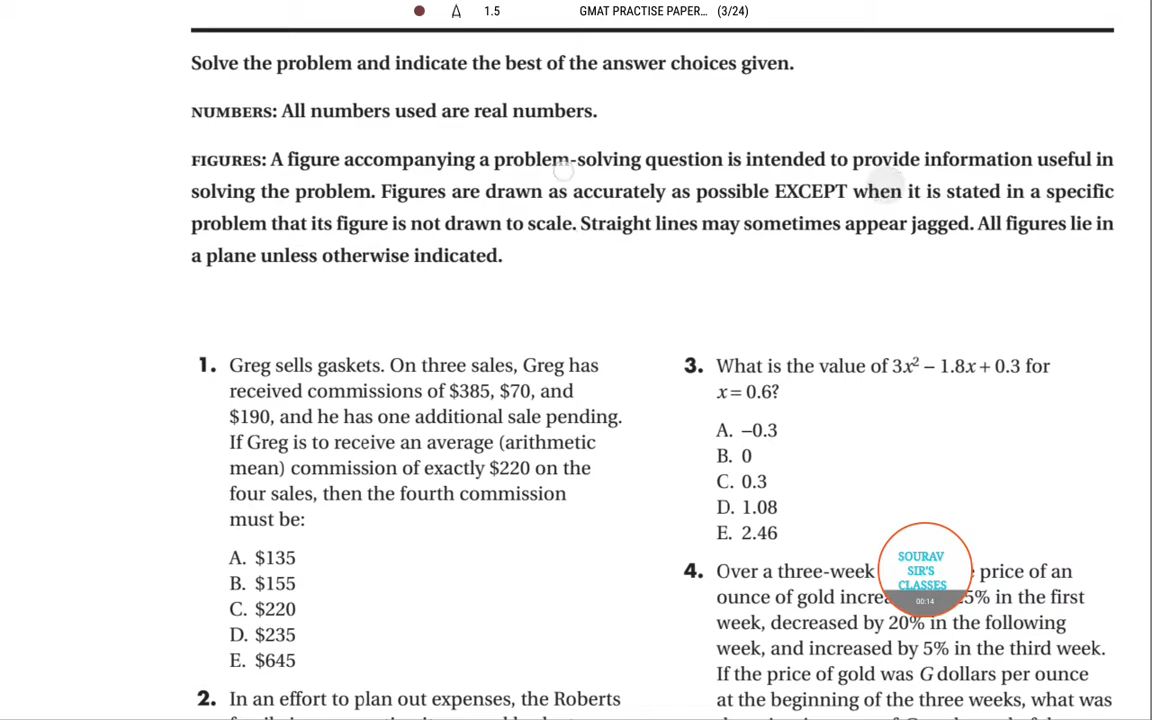 1.5 GMAT PRACTISE PAPER... (3/24)
Solve the problem and indicate the best of the answer choices given.
NUMBERS: All numbers used are real numbers.
FIGURES: A figure accompanying a problem-solving question is intended to provide information useful in
solving the problem. Figures are drawn as accurately as possible EXCEPT when it is stated in a specific
problem that its figure is not drawn to scale. Straight lines may sometimes appear jagged. All figures lie in
a plane unless otherwise indicated.
1. Greg sells gaskets. On three sales, Greg has
received commissions of $385, $70, and
$190, and he has one additional sale pending.
If Greg is to receive an average (arithmetic
mean) commission of exactly $220 on the
four sales, then the fourth commission
must be:
A. $135
B. $155
C. $220
D. $235
E. $645
2. In an effort to plan out expenses, the Roberts
3. What is the value of 3x² – 1.8x + 0.3 for
x = 0.6?
A. –0.3
B. 0
C. 0.3
D. 1.08
E. 2.46
4. Over a three-week price of an
ounce of gold 5% in the first
week, decreased by 20% in the following
week, and increased by 5% in the third week.
If the price of gold was G dollars per ounce
at the beginning of the three weeks, what was
SOURAV
SIR'S
CLASSES
00:14